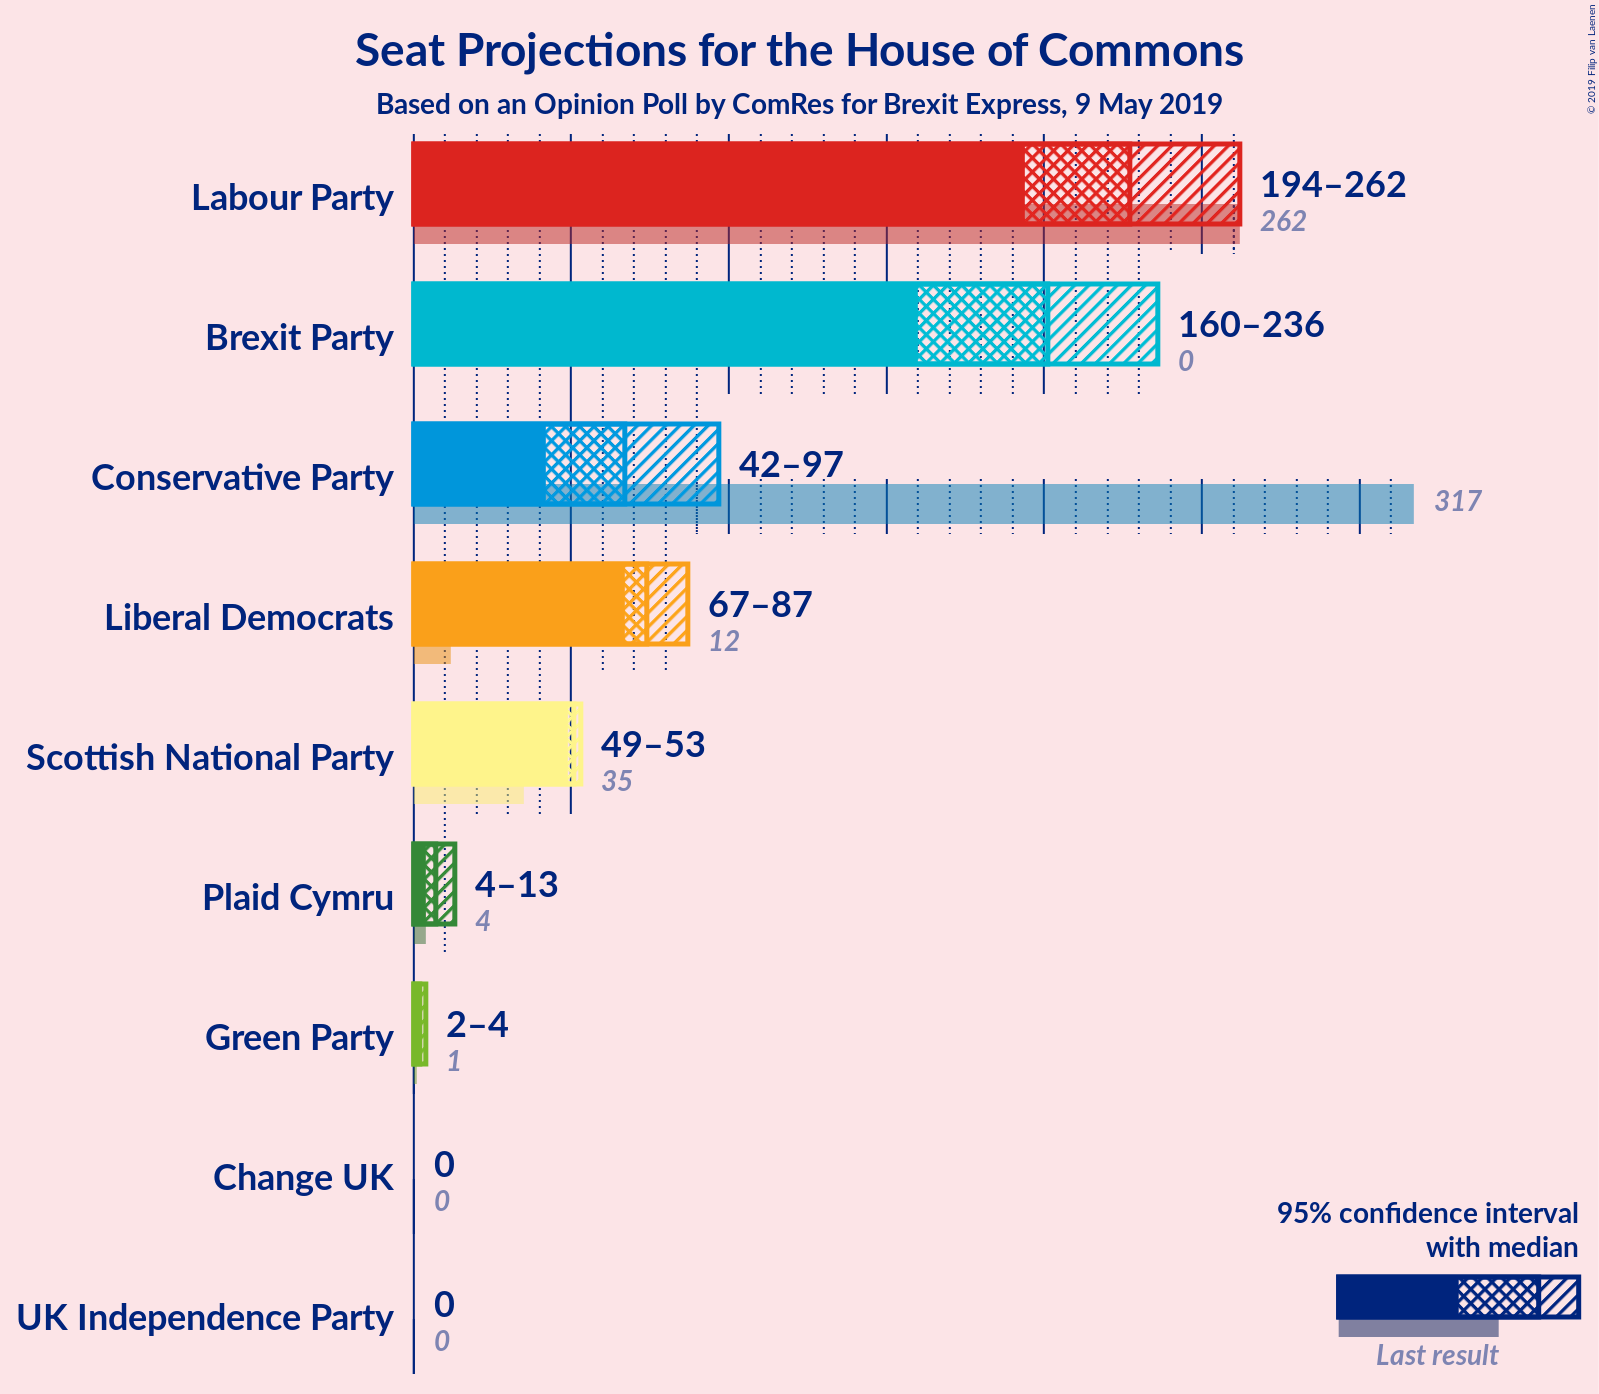 Seat Projections for the House of Commons
Based on an Opinion Poll by ComRes for Brexit Express, 9 May 2019
© 2019 Filip van Laenen
Labour Party
194–262
262
Brexit Party
160–236
0
Conservative Party
42–97
317
Liberal Democrats
67–87
12
Scottish National Party
49–53
35
Plaid Cymru
4–13
4
Green Party
2–4
1
Change UK
0
0
UK Independence Party
0
0
95% confidence interval
with median
Last result